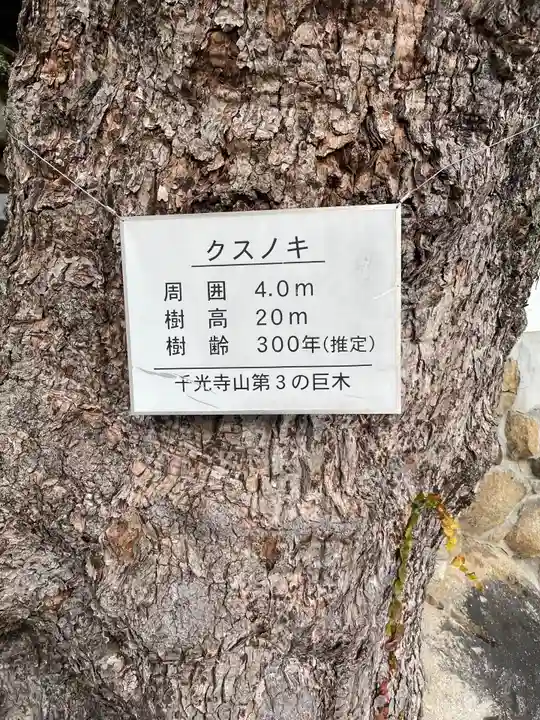 クスノキ
周囲 4.0m
樹高 20m
樹齢 300年(推定)
千光寺山第3の巨木